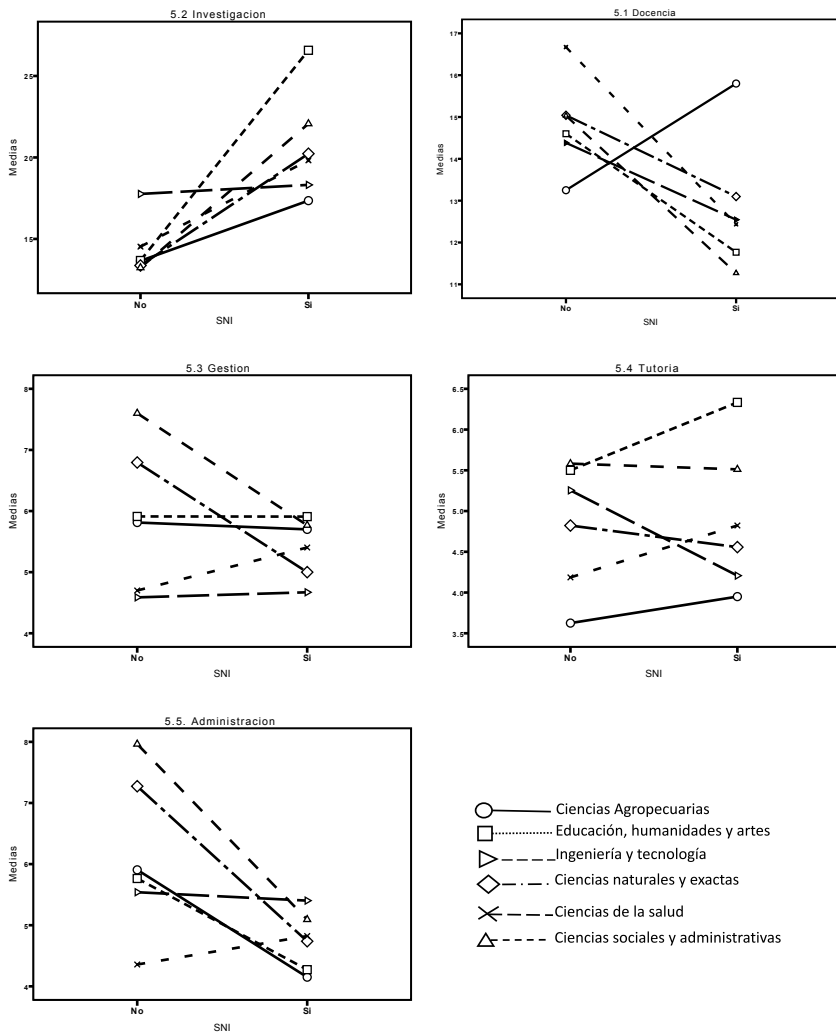 5.2 Investigacion
25
20
15
Medias
No
Si
SNI
5.1 Docencia
17
16
15
14
13
12
11
Medias
No
Si
SNI
5.3 Gestion
8
7
6
5
4
Medias
No
Si
SNI
5.4 Tutoria
6.5
6.0
5.5
5.0
4.5
4.0
3.5
Medias
No
Si
SNI
5.5. Administracion
8
7
6
5
4
Medias
No
Si
SNI
Ciencias Agropecuarias
Educación, humanidades y artes
Ingeniería y tecnología
Ciencias naturales y exactas
Ciencias de la salud
Ciencias sociales y administrativas